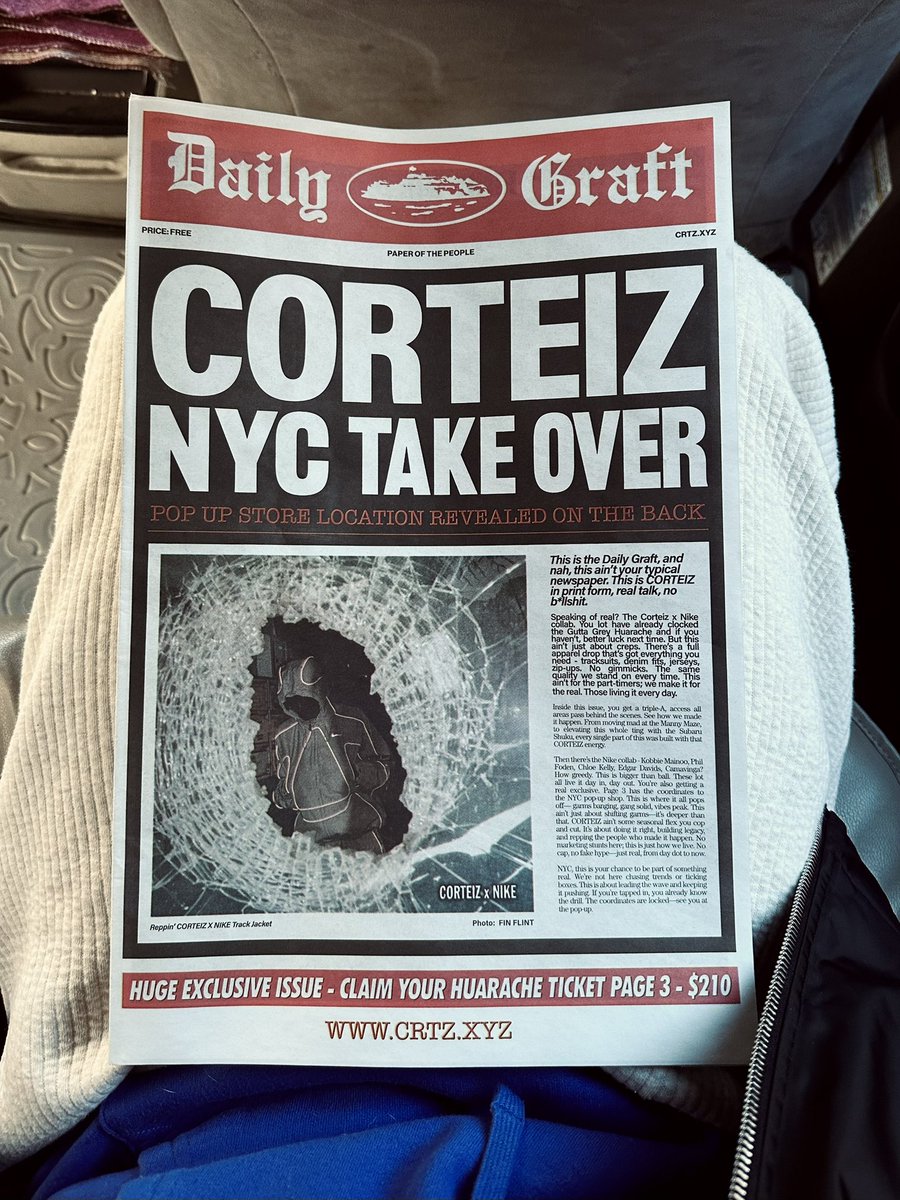 Daily Graft
PRICE: FREE
CRTZ.XYZ
PAPER OF THE PEOPLE
CORTEIZ
NYC TAKE OVER
POP UP STORE LOCATION REVEALED ON THE BACK
This is the Daily Graft, and
nah, this ain't your typical
newspaper. This is CORTEIZ
in print form, real talk, no
b*llshit.
Speaking of real? The Corteiz x Nike
collab. You lot have already clocked
the Gutta Grey Huarache and if you
haven't, better luck next time. But this
ain't just about creps. There's a full
apparel drop that's got everything you
need - tracksuits, denim fits, jerseys,
zip-ups. No gimmicks. The same
quality we stand on every time. This
ain't for the part-timers; we make it for
the real. Those living it every day.
Inside this issue, you get a triple-A, access all
areas pass behind the scenes. See how we made
it happen. From moving mad at the Manny Maze,
to elevating this whole ting with the Subaru
Shuku, every single part of this was built with that
CORTEIZ energy.
Then there's the Nike collab - Kobbie Mainoo, Phil
Foden, Chloe Kelly, Edgar Davids, Camavinga?
How greedy. This is bigger than ball. These lot
all live it day in, day out. You're also getting a
real exclusive. Page 3 has the coordinates to
the NYC pop-up shop. This is where it all pops
off— garms banging, gang solid, vibes peak. This
ain't just about shifting garms—it's deeper than
that. CORTEIZ ain't some seasonal flex you cop
and cut. It's about doing it right, building legacy,
and repping the people who made it happen. No
marketing stunts here; this is just how we live. No
cap, no fake hype—just real, from day dot to now.
NYC, this is your chance to be part of something
real. We're not here chasing trends or ticking
boxes. This is about leading the wave and keeping
it pushing. If you're tapped in, you already know
the drill. The coordinates are locked—see you at
the pop-up.
CORTEIZ x NIKE
Reppin' CORTEIZ X NIKE Track Jacket
Photo: FIN FLINT
HUGE EXCLUSIVE ISSUE - CLAIM YOUR HUARACHE TICKET PAGE 3 - $210
WWW.CRTZ.XYZ